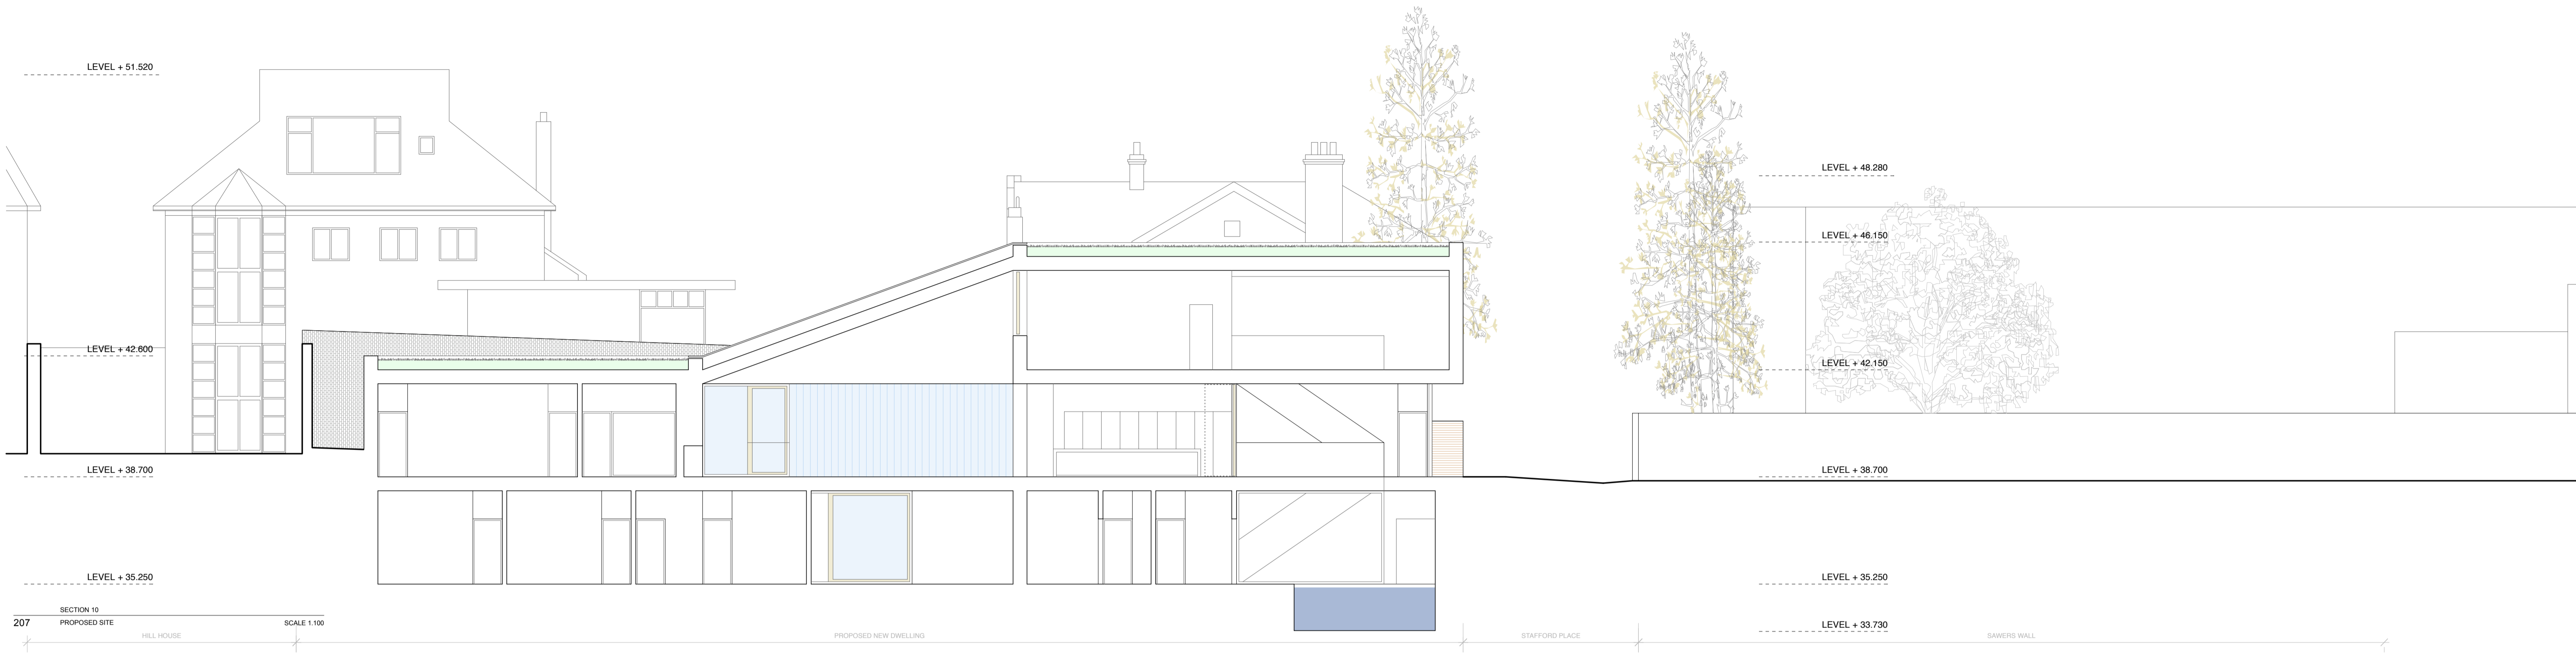 LEVEL + 51.520
LEVEL + 48.280
LEVEL + 46.150
LEVEL + 42.600
LEVEL + 42.150
LEVEL + 38.700
LEVEL + 38.700
LEVEL + 35.250
LEVEL + 35.250
LEVEL + 33.730
SECTION 10
207 PROPOSED SITE SCALE 1.100
HILL HOUSE PROPOSED NEW DWELLING STAFFORD PLACE SAWERS WALL